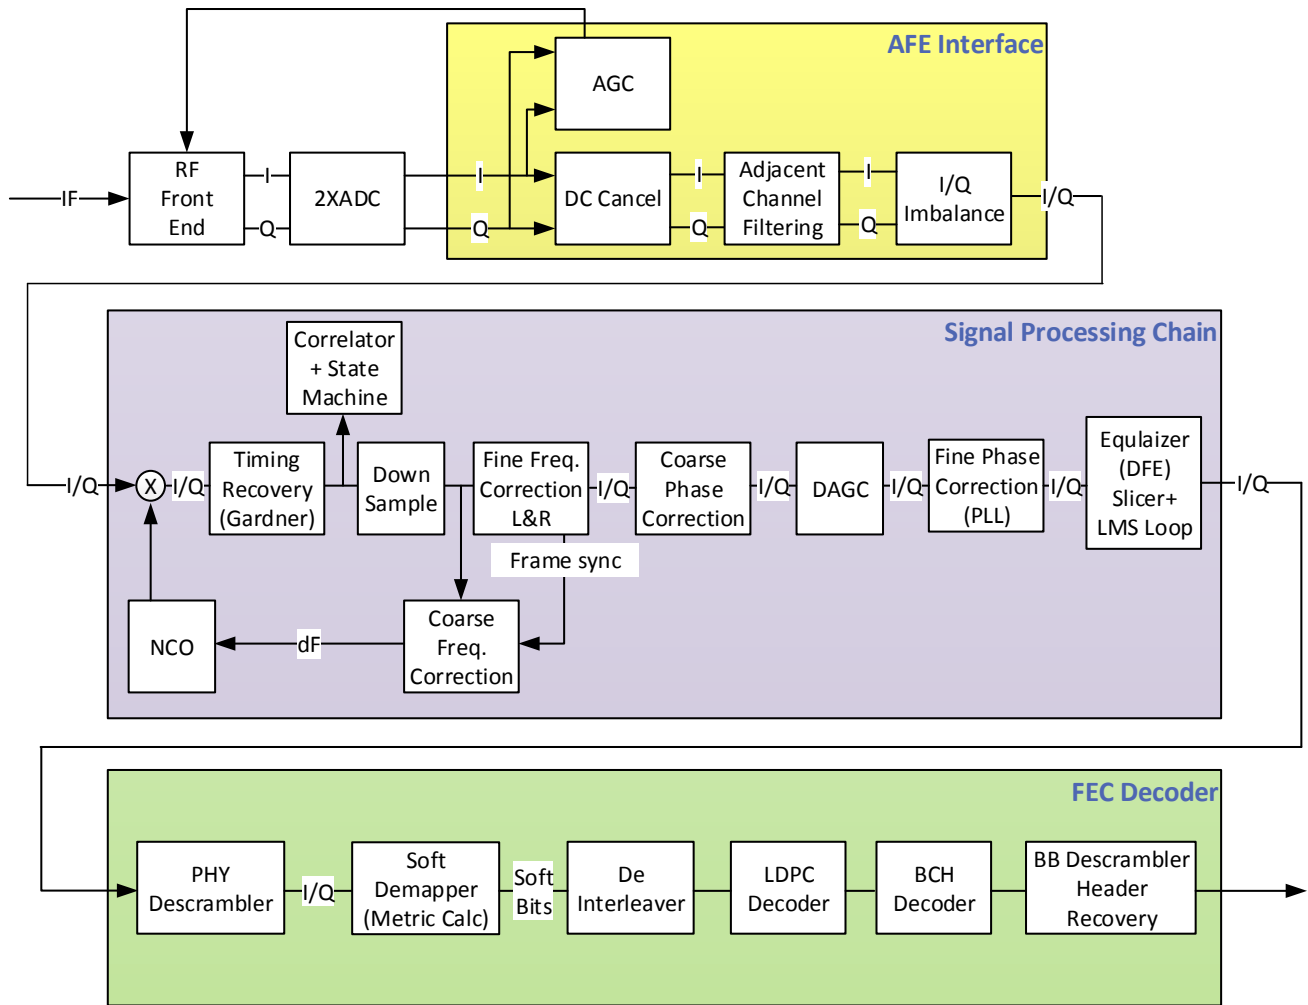 AFE Interface
AGC
IF
RF
Front
End
I
Q
2XADC
I
Q
DC Cancel
I
Q
Adjacent
Channel
Filtering
I
Q
I/Q
Imbalance
I/Q
Signal Processing Chain
Correlator
+ State
Machine
I/Q
X
I/Q
Timing
Recovery
(Gardner)
Down
Sample
Fine Freq.
Correction
L&R
I/Q
Coarse
Phase
Correction
I/Q
DAGC
I/Q
Fine Phase
Correction
(PLL)
I/Q
Equlaizer
(DFE)
Slicer+
LMS Loop
I/Q
Frame sync
NCO
dF
Coarse
Freq.
Correction
FEC Decoder
PHY
Descrambler
I/Q
Soft
Demapper
(Metric Calc)
Soft
Bits
De
Interleaver
LDPC
Decoder
BCH
Decoder
BB Descrambler
Header
Recovery